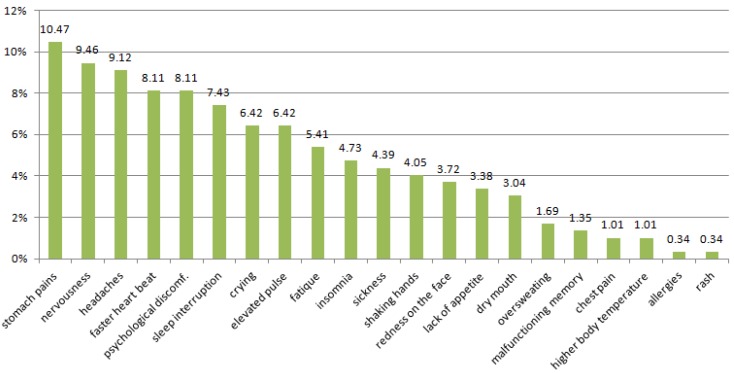 12%
10%
8%
6%
4%
2%
0%
10.47
9.46
9.12
8.11
8.11
7.43
6.42
6.42
5.41
4.73
4.39
4.05
3.72
3.38
3.04
1.69
1.35
1.01
1.01
0.34
0.34
stomach pains
nervousness
headaches
faster heart beat
psychological discomf.
sleep interruption
crying
elevated pulse
fatique
insomnia
sickness
shaking hands
redness on the face
lack of appetite
dry mouth
oversweating
malfunctioning memory
chest pain
higher body temperature
allergies
rash